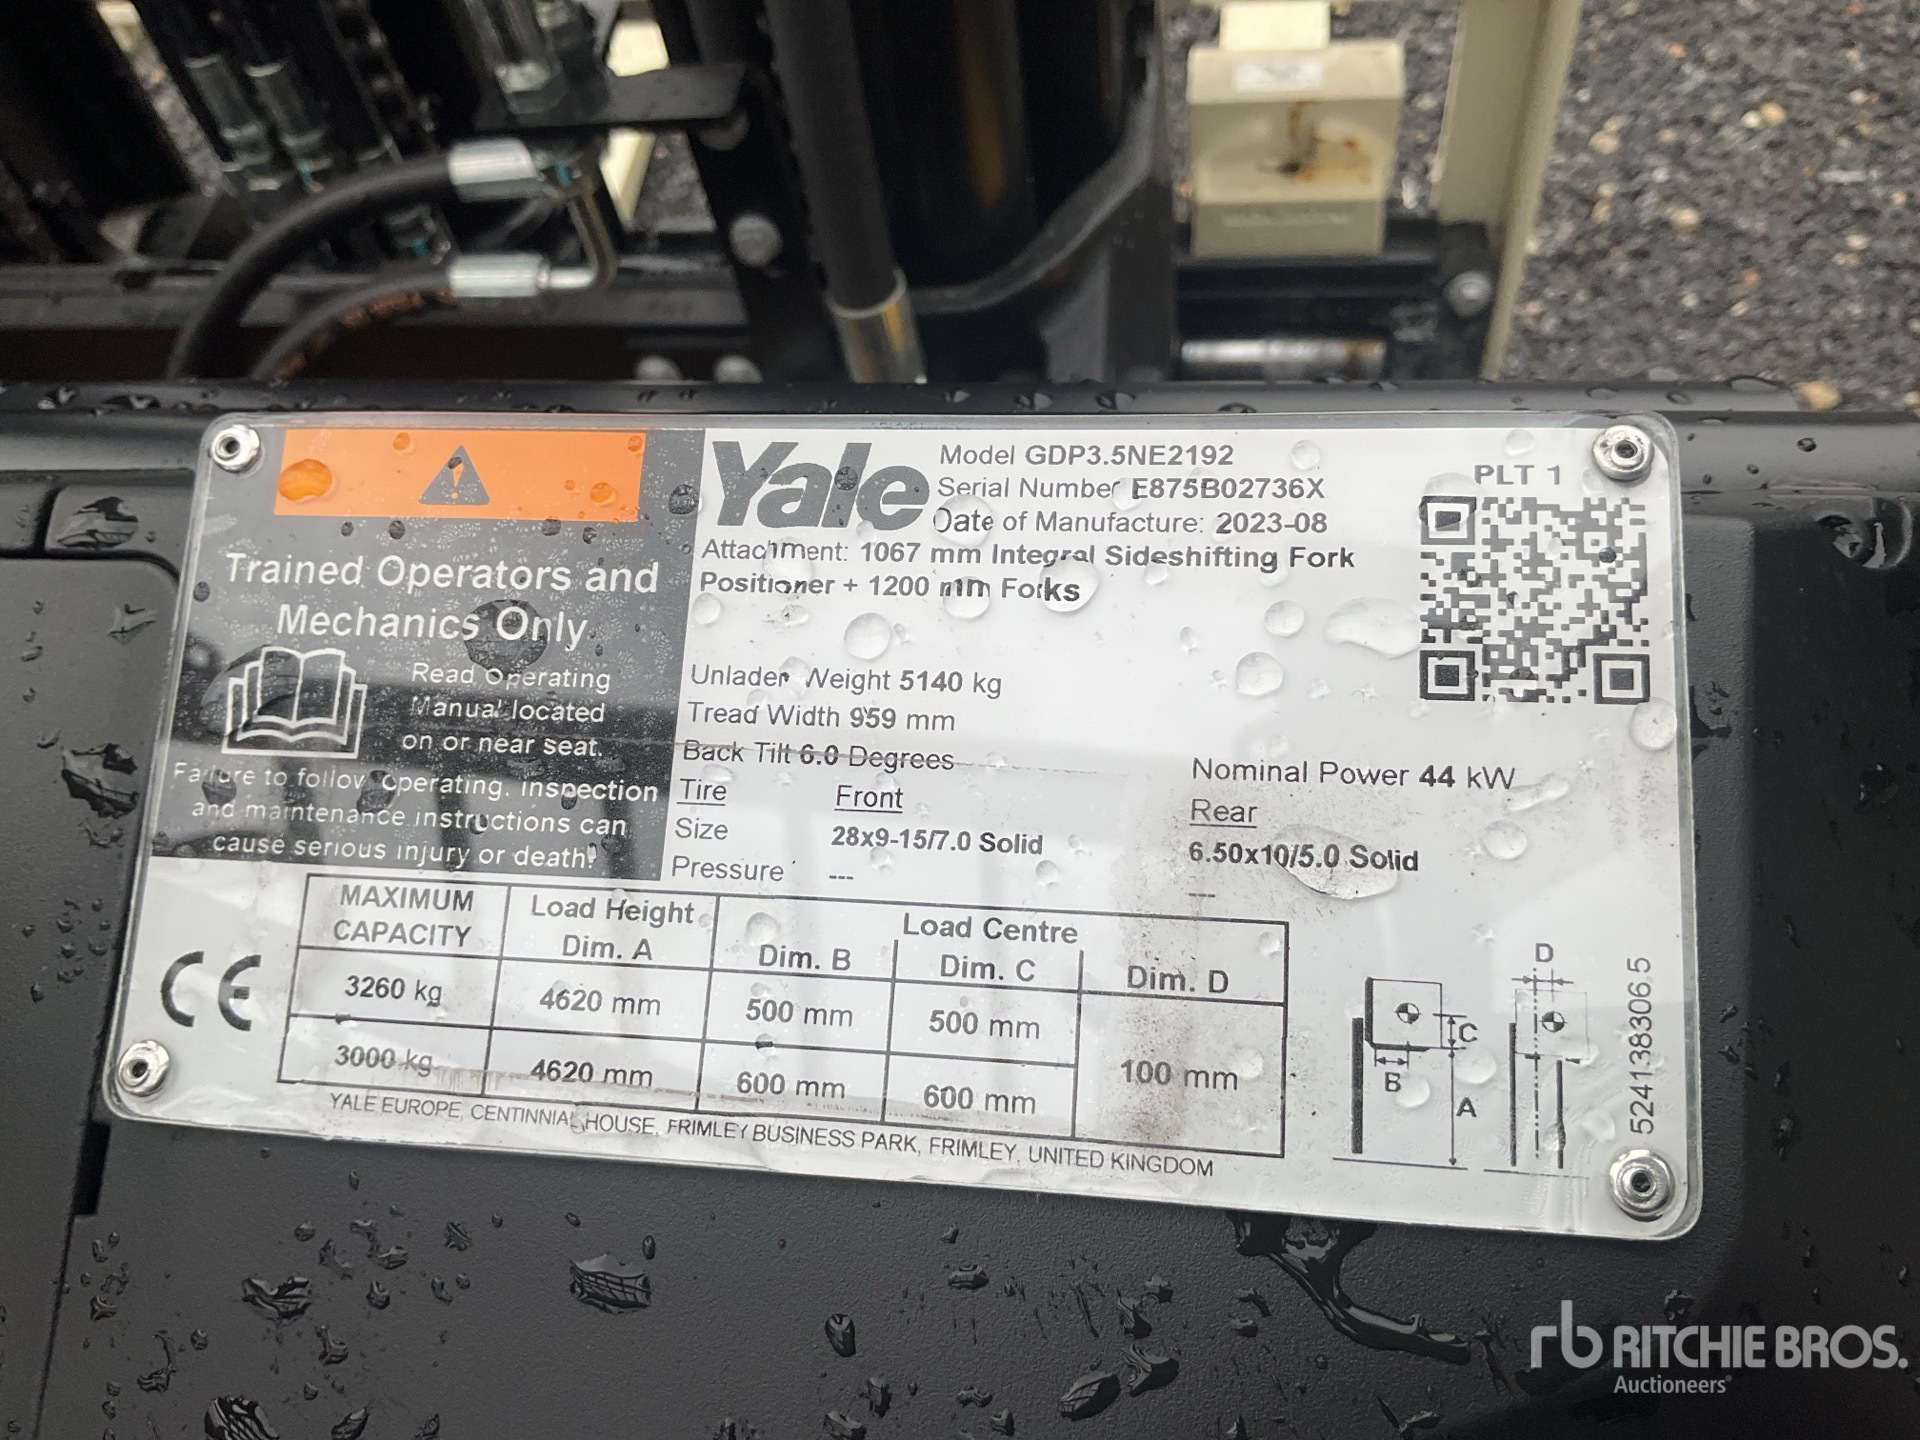 Trained Operators and
Mechanics Only
Read Operating
Manual located
on or near seat.
Failure to follow operating, inspection
and maintenance instructions can
cause serious injury or death!
Yale
Model GDP3.5NE2192
Serial Number E875B02736X
Date of Manufacture: 2023-08
Attachment: 1067 mm Integral Sideshifting Fork
Positioner + 1200 mm Forks
PLT 1
Unladen Weight 5140 kg
Tread Width 959 mm
Back Tilt 6.0 Degrees
Nominal Power 44 kW
Tire Front Rear
Size 28x9-15/7.0 Solid 6.50x10/5.0 Solid
Pressure --- ---
MAXIMUM
CAPACITY
Load Height
Dim. A
Load Centre
Dim. B Dim. C Dim. D
3260 kg 4620 mm 500 mm 500 mm
3000 kg 4620 mm 600 mm 600 mm
100 mm
CE
YALE EUROPE, CENTINNIAL HOUSE, FRIMLEY BUSINESS PARK, FRIMLEY, UNITED KINGDOM
D
C
B
A
524138306.5
rb RITCHIE BROS.
Auctioneers